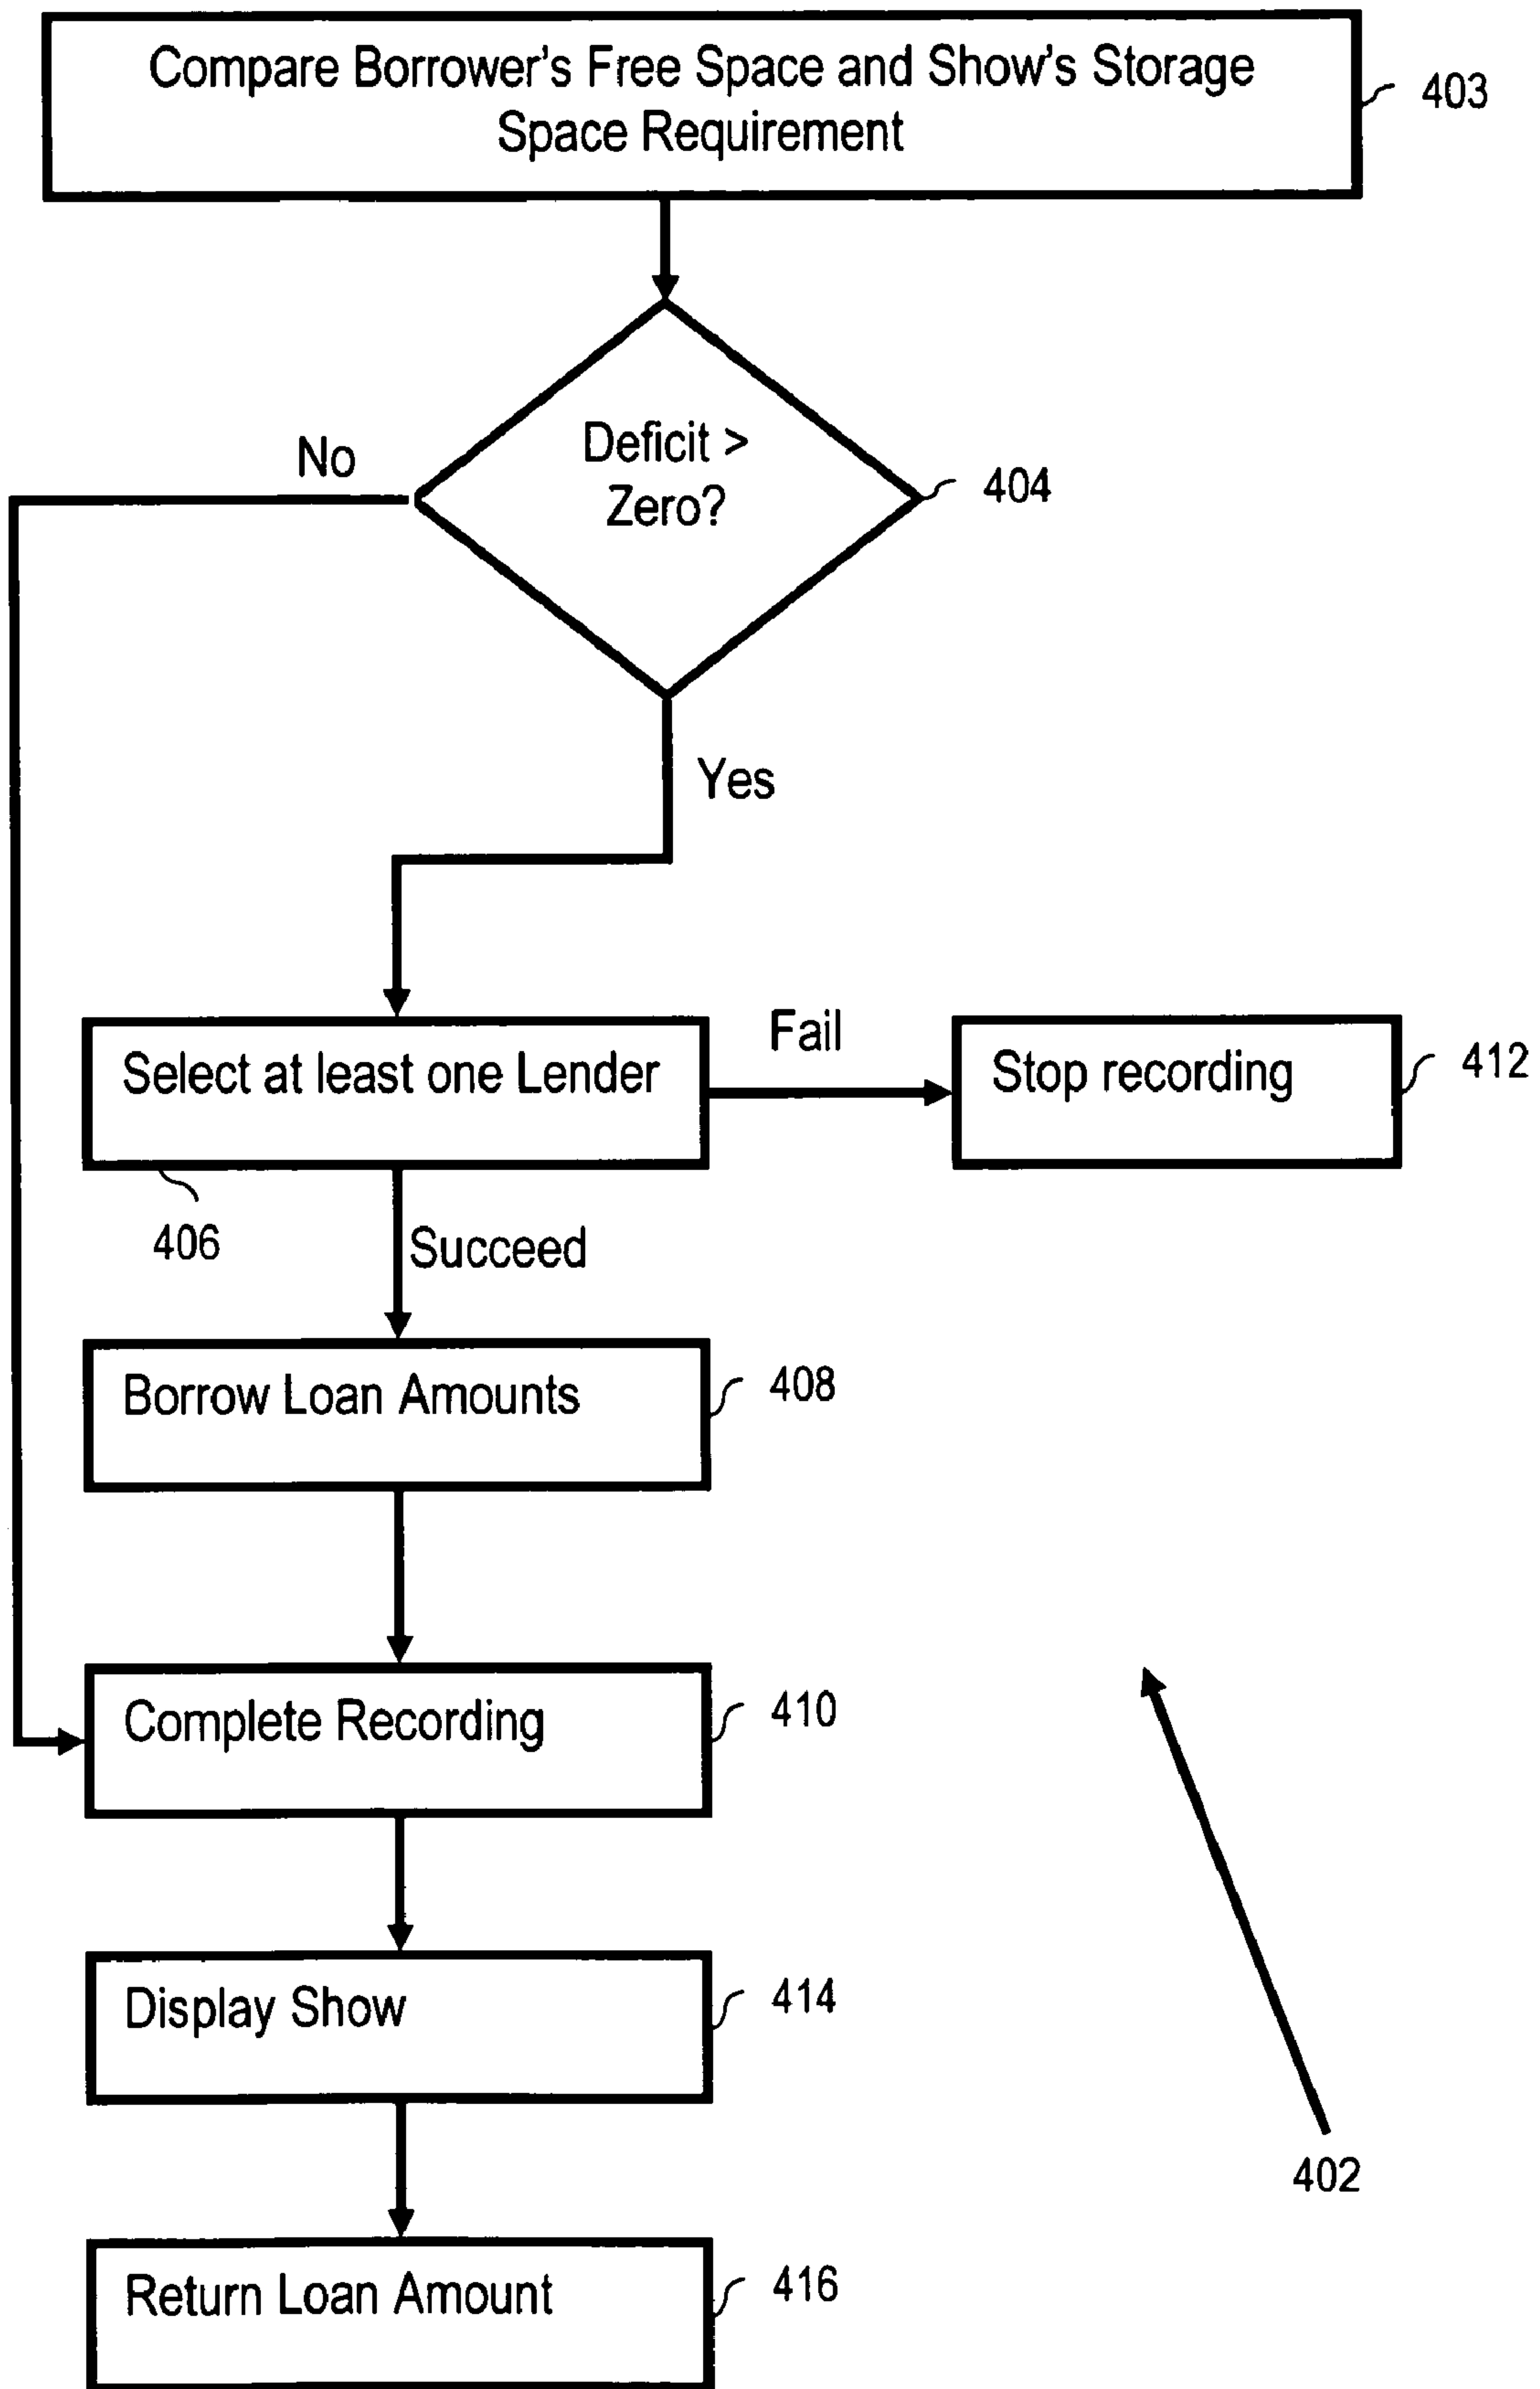 Compare Borrower's Free Space and Show's Storage
Space Requirement
403
Deficit >
Zero?
404
No
Yes
Select at least one Lender
406
Fail
Stop recording
412
Succeed
Borrow Loan Amounts
408
Complete Recording
410
Display Show
414
402
Return Loan Amount
416